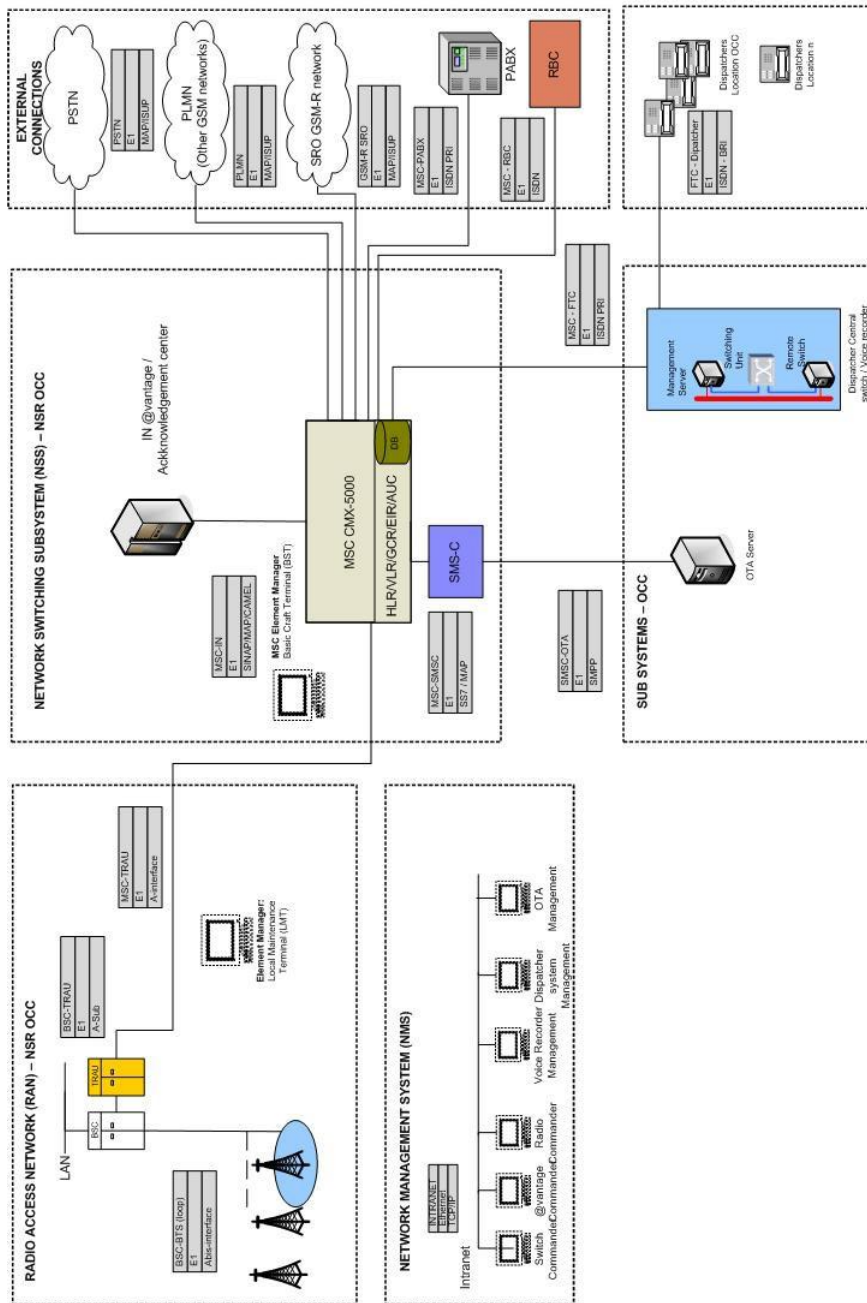 RADIO ACCESS NETWORK (RAN) – NSR OCC
LAN
BSC
TRAU
BSC-TRAU
E1
A-Sub
MSC-TRAU
E1
A-interface
BSC-BTS (loop)
E1
Abis-interface
Element Manager:
Local Maintenance
Terminal (LMT)
NETWORK SWITCHING SUBSYSTEM (NSS) – NSR OCC
IN @vantage /
Ackknowledgement center
MSC-IN
E1
SINAP/MAP/CAMEL
MSC Element Manager
Basic Craft Terminal (BST)
MSC CMX-5000
HLR/VLR/GCR/EIR/AUC
DB
SMS-C
MSC-SMSC
E1
SS7 / MAP
EXTERNAL
CONNECTIONS
PSTN
PSTN
E1
MAP/ISUP
PLMN
(Other GSM networks)
PLMN
E1
MAP/ISUP
SRO GSM-R network
GSM-R SRO
E1
MAP/ISUP
PABX
MSC-PABX
E1
ISDN PRI
RBC
MSC - RBC
E1
ISDN
NETWORK MANAGEMENT SYSTEM (NMS)
INTRANET
Ethernet
TCP/IP
Intranet
Switch
Commander
@vantage
Commander
Radio
Commander
Voice Recorder
Management
Dispatcher
system
Management
OTA
Management
SUB SYSTEMS – OCC
SMSC-OTA
E1
SMPP
OTA Server
MSC - FTC
E1
ISDN PRI
Management
Server
Switching
Unit
Remote
Switch
Dispatcher Central
switch / Voice recorder
FTC - Dipatcher
E1
ISDN - BRI
Dispatchers
Location OCC
Dispatchers
Location n